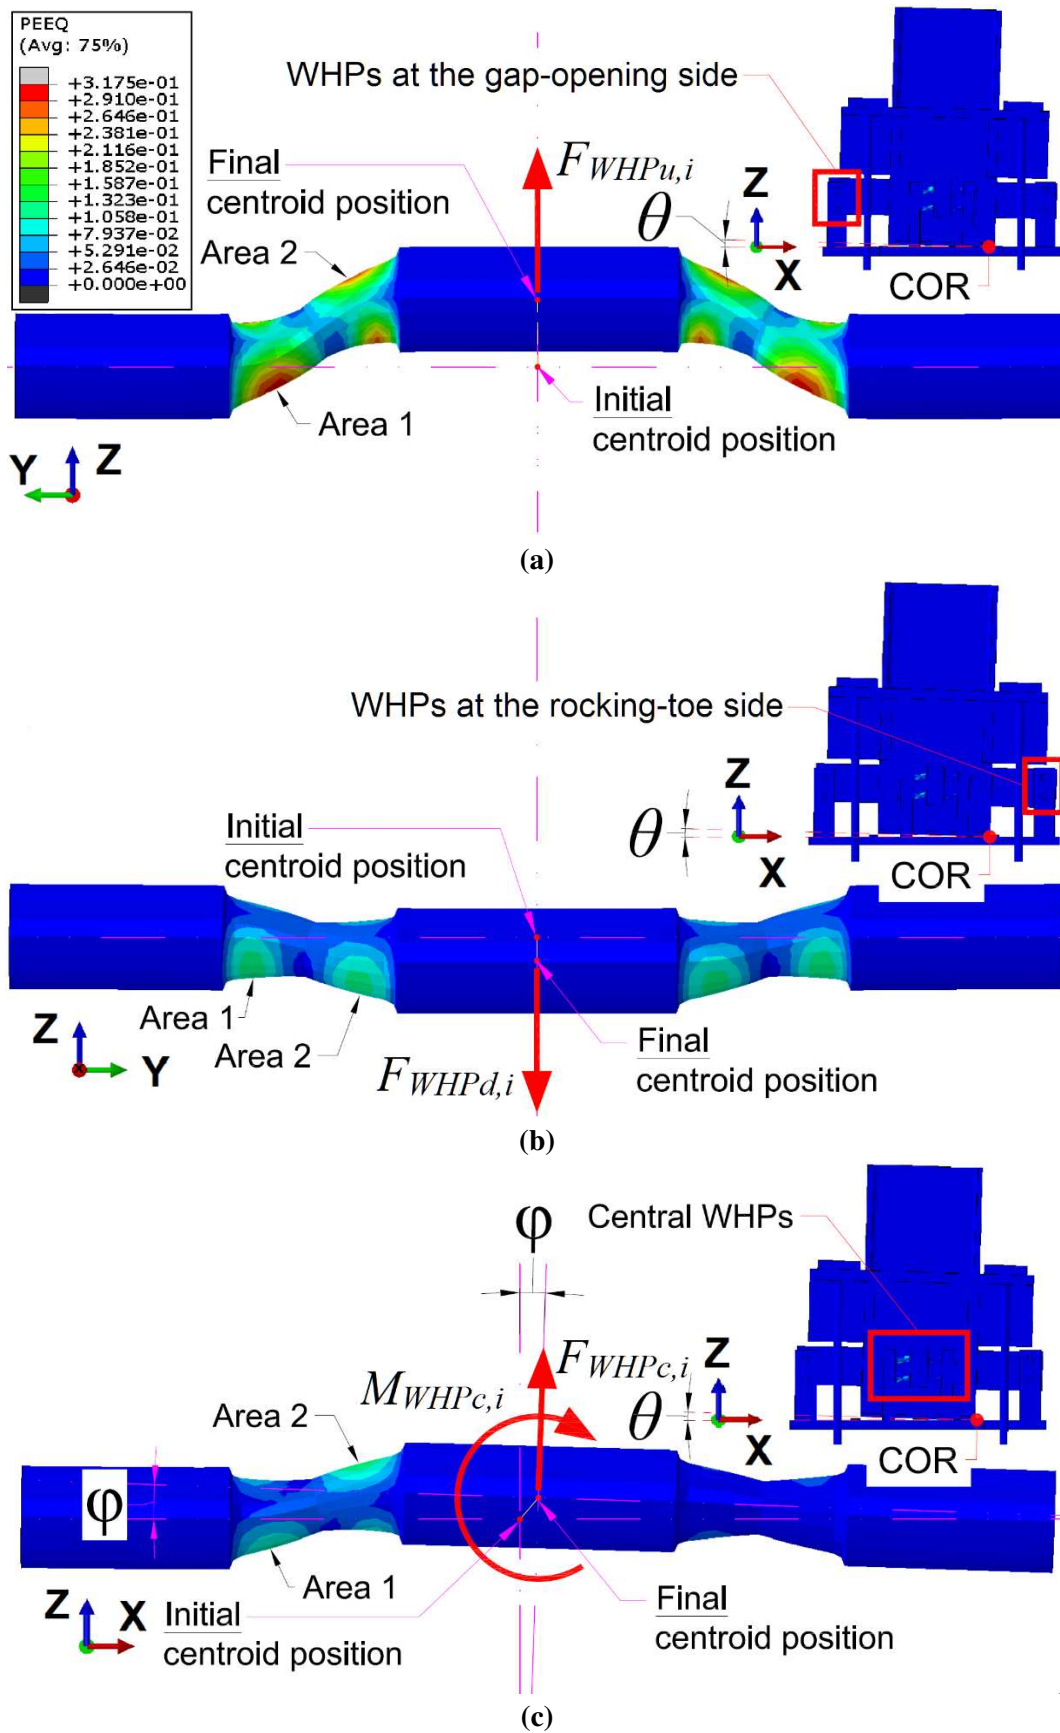 PEEQ
(Avg: 75%)
+3.175e-01
+2.910e-01
+2.646e-01
+2.381e-01
+2.116e-01
+1.852e-01
+1.587e-01
+1.323e-01
+1.058e-01
+7.937e-02
+5.291e-02
+2.646e-02
+0.000e+00
WHPs at the gap-opening side
Final
centroid position
F WHPu,i
θ
Z
X
COR
Area 2
Area 1
Initial
centroid position
Y
Z
(a)
WHPs at the rocking-toe side
Initial
centroid position
θ
Z
X
COR
Area 1
Area 2
Z
X
Y
F WHPd,i
Final
centroid position
(b)
Central WHPs
φ
F WHPc,i
M WHPc,i
θ
Z
X
COR
Area 2
φ
Area 1
Z
X
Initial
centroid position
Final
centroid position
(c)